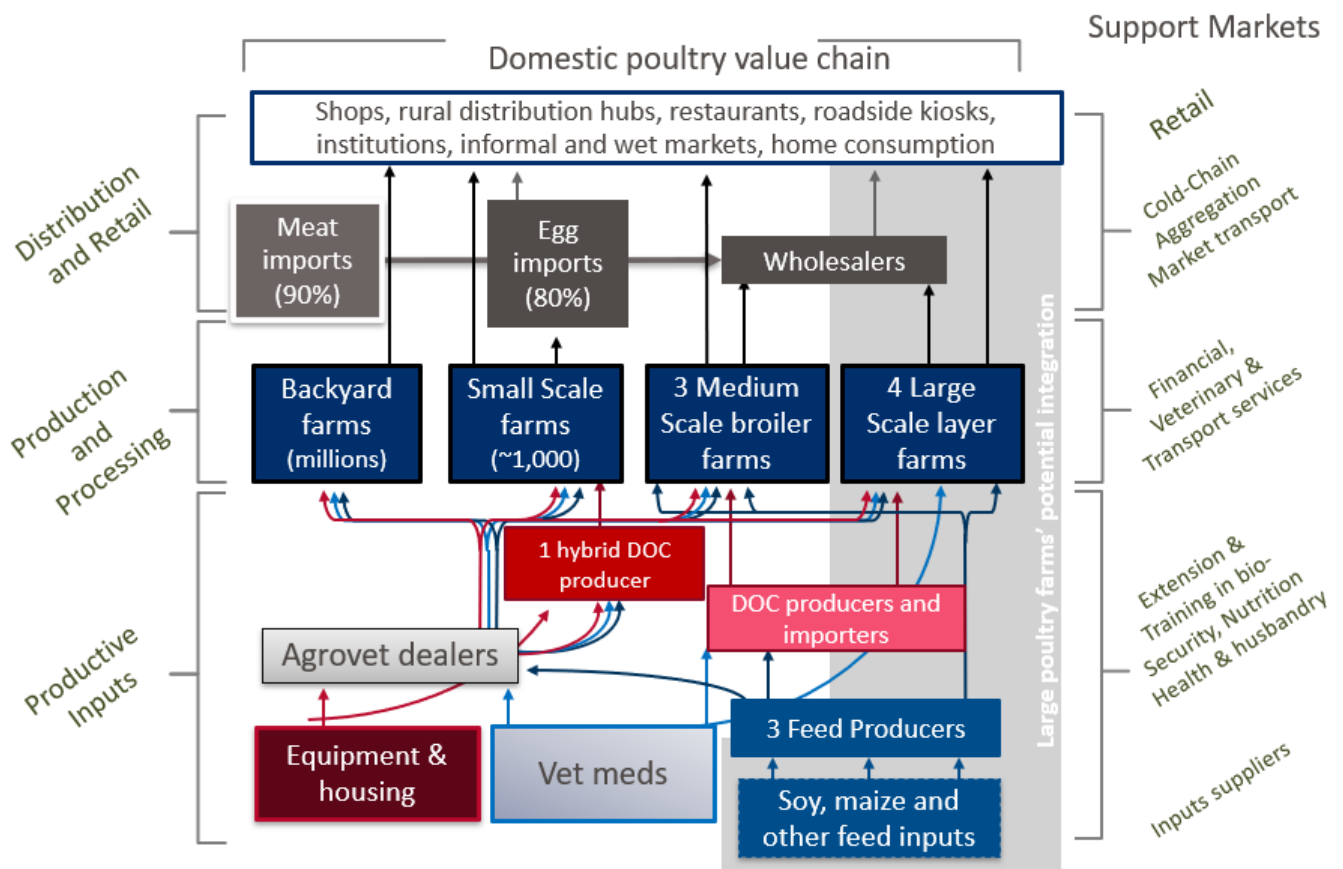 Support Markets
Domestic poultry value chain
Shops, rural distribution hubs, restaurants, roadside kiosks,
institutions, informal and wet markets, home consumption
Distribution
and Retail
Meat
imports
(90%)
Egg
imports
(80%)
Wholesalers
Retail
Cold-Chain
Aggregation
Market transport
Production
and
Processing
Backyard
farms
(millions)
Small Scale
farms
(~1,000)
3 Medium
Scale broiler
farms
4 Large
Scale layer
farms
Large poultry farms' potential integration
Financial,
Veterinary &
Transport services
Productive
Inputs
1 hybrid DOC
producer
DOC producers and
importers
Agrovet dealers
Extension &
Training in bio-
Security, Nutrition
Health & husbandry
Equipment &
housing
Vet meds
3 Feed Producers
Soy, maize and
other feed inputs
Inputs suppliers